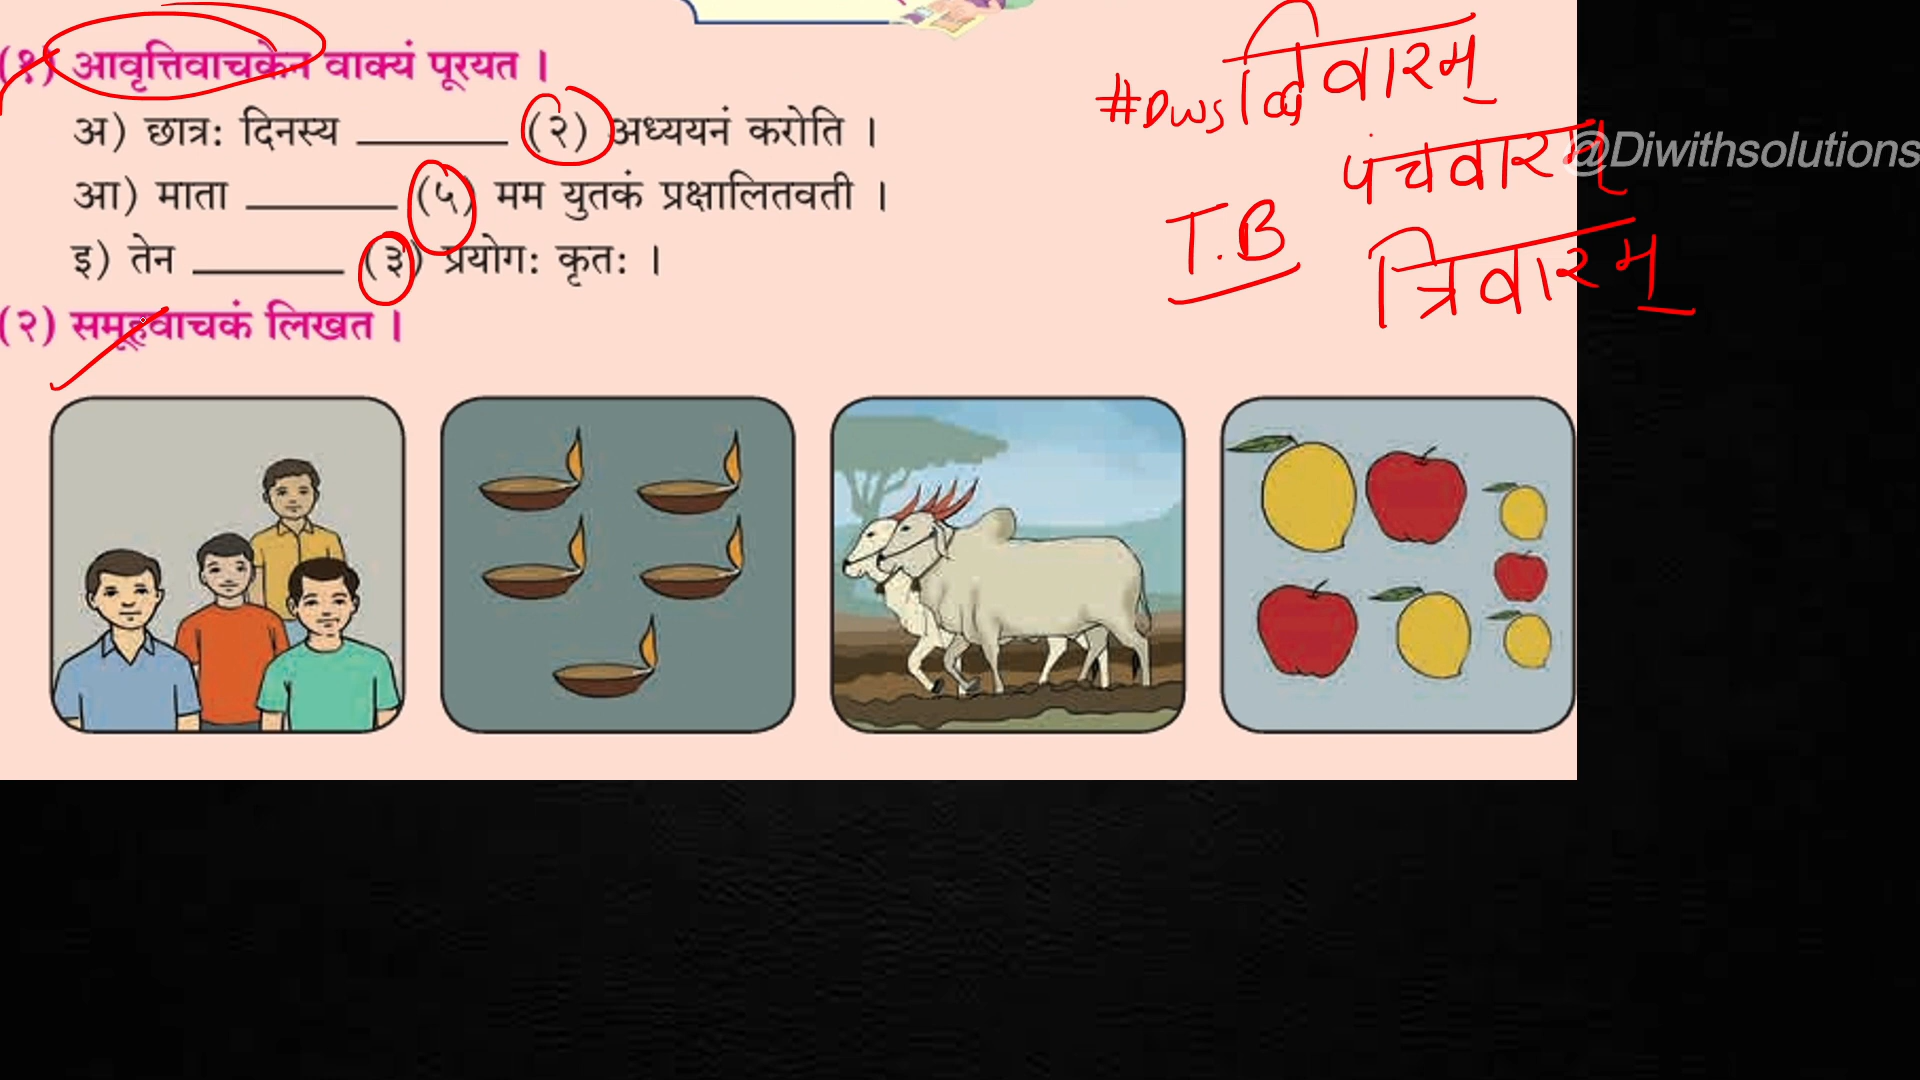 (१) आवृत्तिवाचकेन वाक्यं पूरयत ।
अ) छात्रः दिनस्य ________ (२) अध्ययनं करोति ।
आ) माता ________ (५) मम युतकं प्रक्षालितवती ।
इ) तेन ________ (३) प्रयोगः कृतः ।
(२) समूहवाचकं लिखत ।
#DWS द्विवारम्
पंचवारम्
@Diwithsolutions
T.B
त्रिवारम्